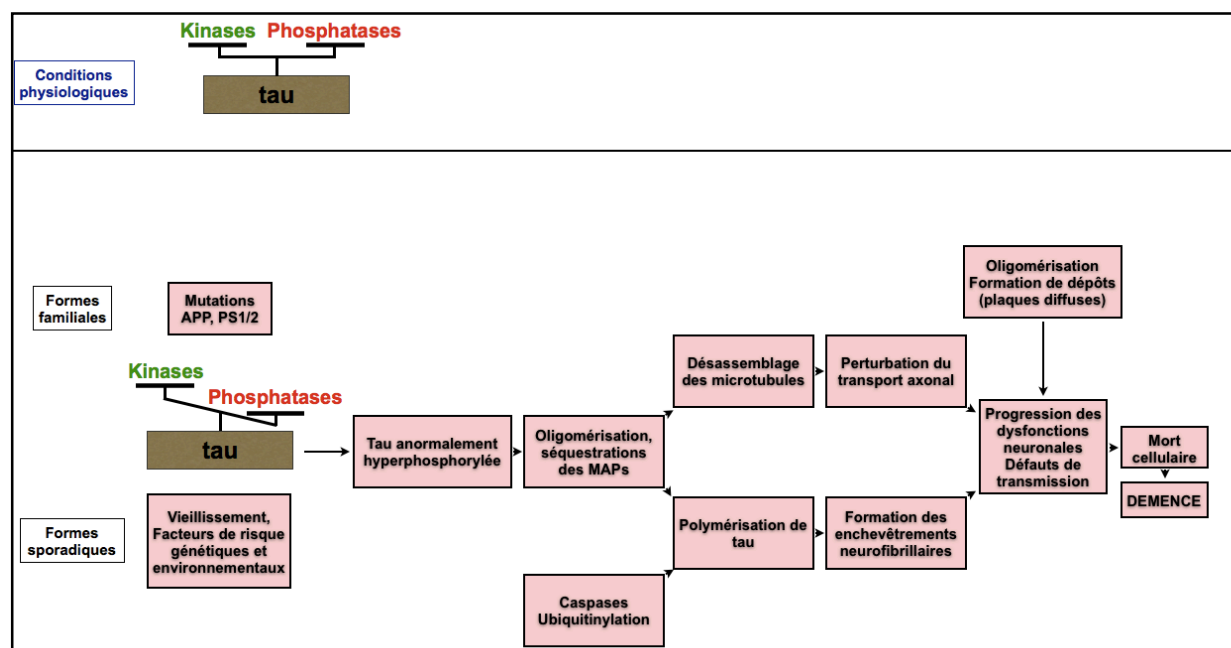 Kinases Phosphatases
Conditions
physiologiques
tau
Oligomérisation
Formation de dépôts
(plaques diffuses)
Formes
familiales
Mutations
APP, PS1/2
Kinases
Phosphatases
tau
Désassemblage
des microtubules
Perturbation du
transport axonal
Tau anormalement
hyperphosphorylée
Oligomérisation,
séquestrations
des MAPs
Progression des
dysfonctions
neuronales
Défauts de
transmission
Mort
cellulaire
DEMENCE
Formes
sporadiques
Vieillissement,
Facteurs de risque
génétiques et
environnementaux
Polymérisation de
tau
Formation des
enchevêtrements
neurofibrillaires
Caspases
Ubiquitinylation